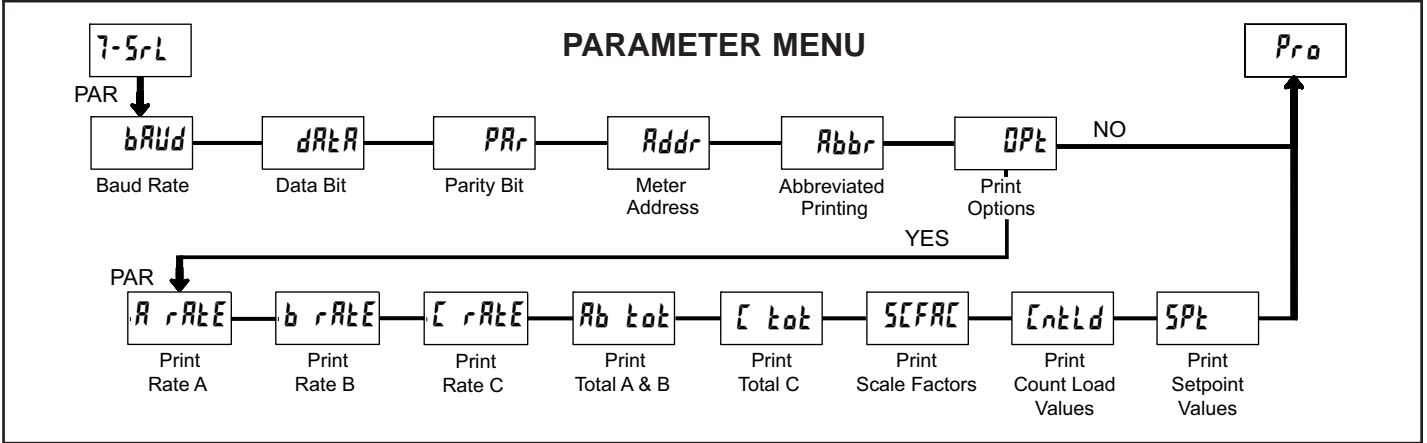 PARAMETER MENU
7-SrL
Pro
PAR
bAUd
dAtA
PAr
Addr
Abbr
OPt
NO
Baud Rate
Data Bit
Parity Bit
Meter
Address
Abbreviated
Printing
Print
Options
YES
PAR
A rAtE
b rAtE
C rAtE
Ab tot
C tot
SCFAC
CntLd
SPt
Print
Rate A
Print
Rate B
Print
Rate C
Print
Total A & B
Print
Total C
Print
Scale Factors
Print
Count Load
Values
Print
Setpoint
Values